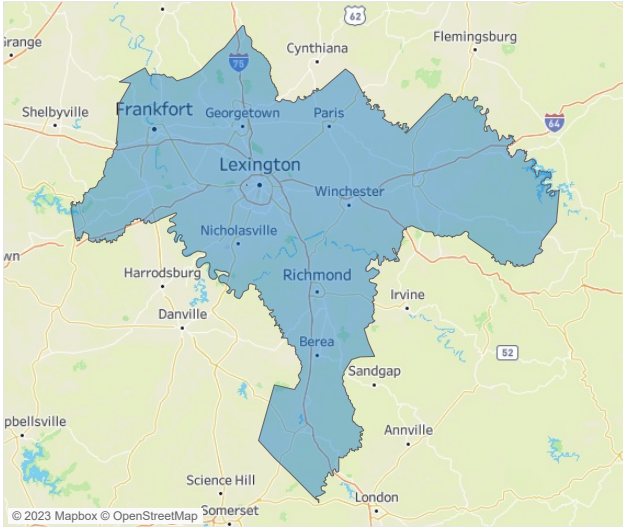 62
Grange
Cynthiana
Flemingsburg
75
Shelbyville
Frankfort
Georgetown
Paris
64
Lexington
Winchester
Nicholasville
wn
Harrodsburg
Richmond
Irvine
Danville
Berea
52
Sandgap
pbellsville
Annville
Science Hill
London
Somerset
© 2023 Mapbox © OpenStreetMap